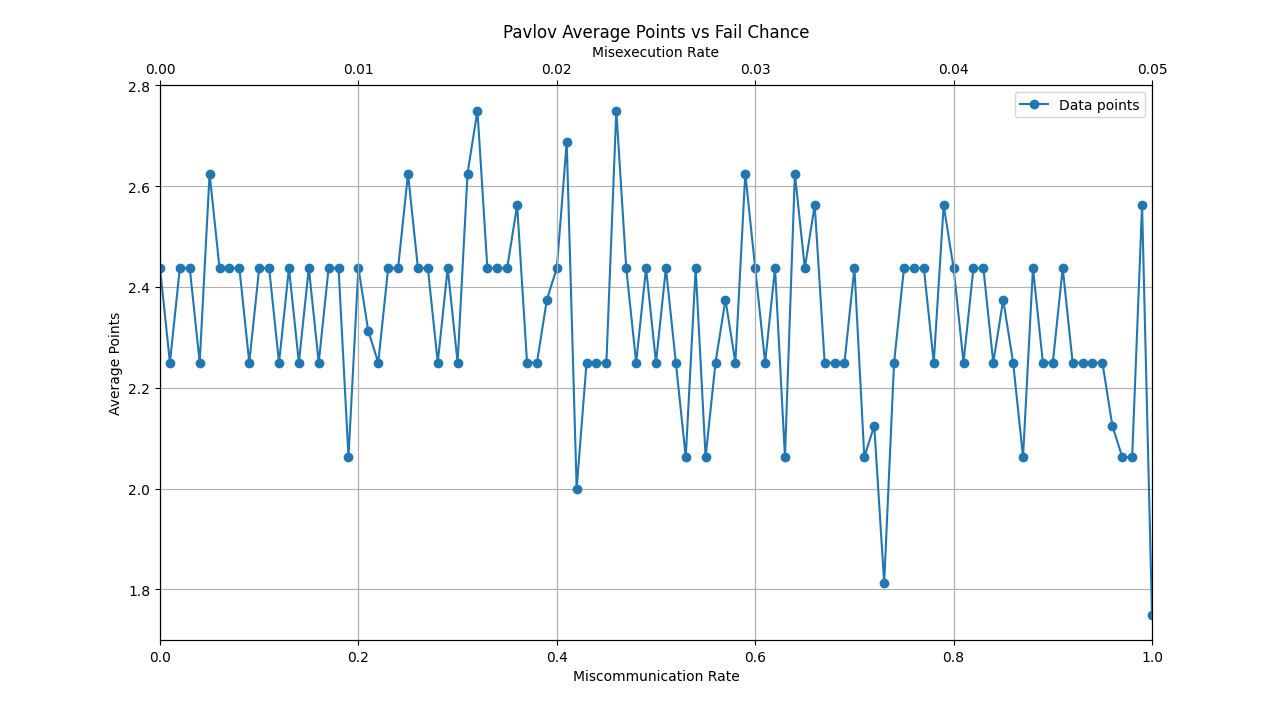 Pavlov Average Points vs Fail Chance
Misexecution Rate
0.00 0.01 0.02 0.03 0.04 0.05
Data points
2.8
2.6
2.4
2.2
2.0
1.8
Average Points
0.0 0.2 0.4 0.6 0.8 1.0
Miscommunication Rate